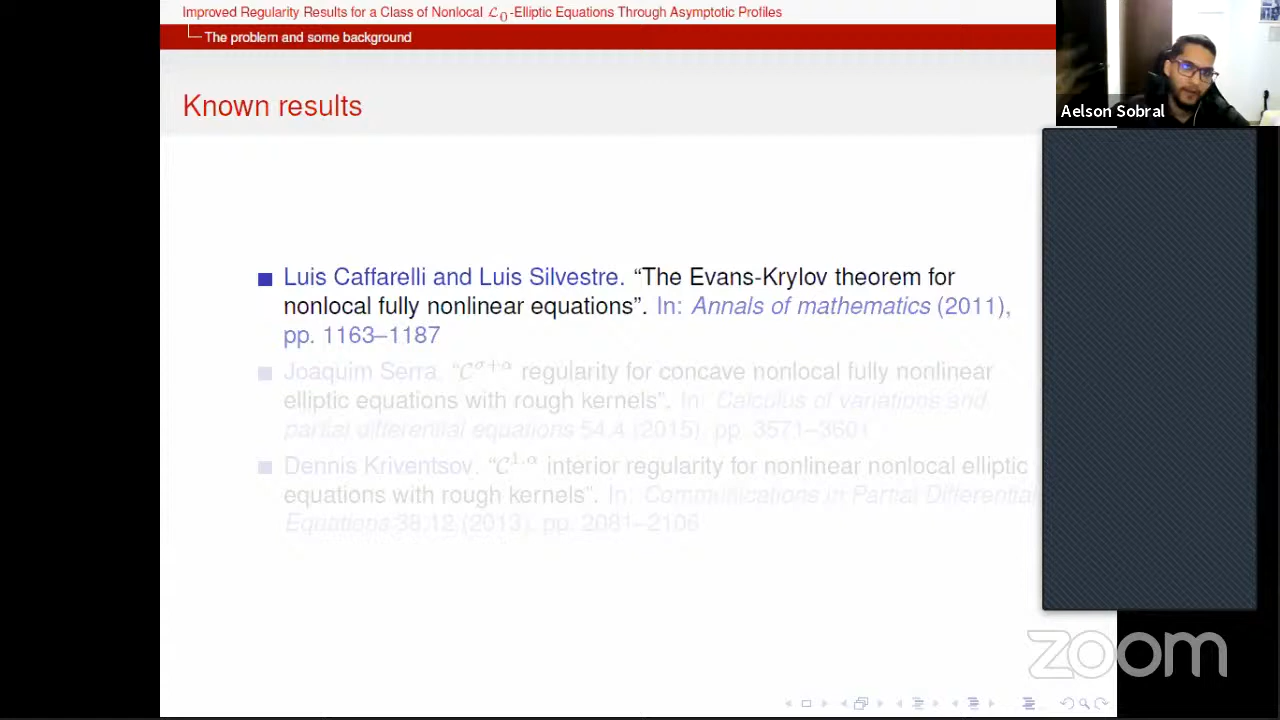 Improved Regularity Results for a Class of Nonlocal ℒ₀-Elliptic Equations Through Asymptotic Profiles
The problem and some background
Known results
Aelson Sobral
Luis Caffarelli and Luis Silvestre. “The Evans-Krylov theorem for
nonlocal fully nonlinear equations”. In: Annals of mathematics (2011),
pp. 1163–1187
Joaquim Serra. “𝒞^{σ+α} regularity for concave nonlocal fully nonlinear
elliptic equations with rough kernels”. In: Calculus of variations and
partial differential equations 54.4 (2015), pp. 3571–3601
Dennis Kriventsov. “𝒞^{1,α} interior regularity for nonlinear nonlocal elliptic
equations with rough kernels”. In: Communications in Partial Differential
Equations 38.12 (2013), pp. 2081–2106
zoom